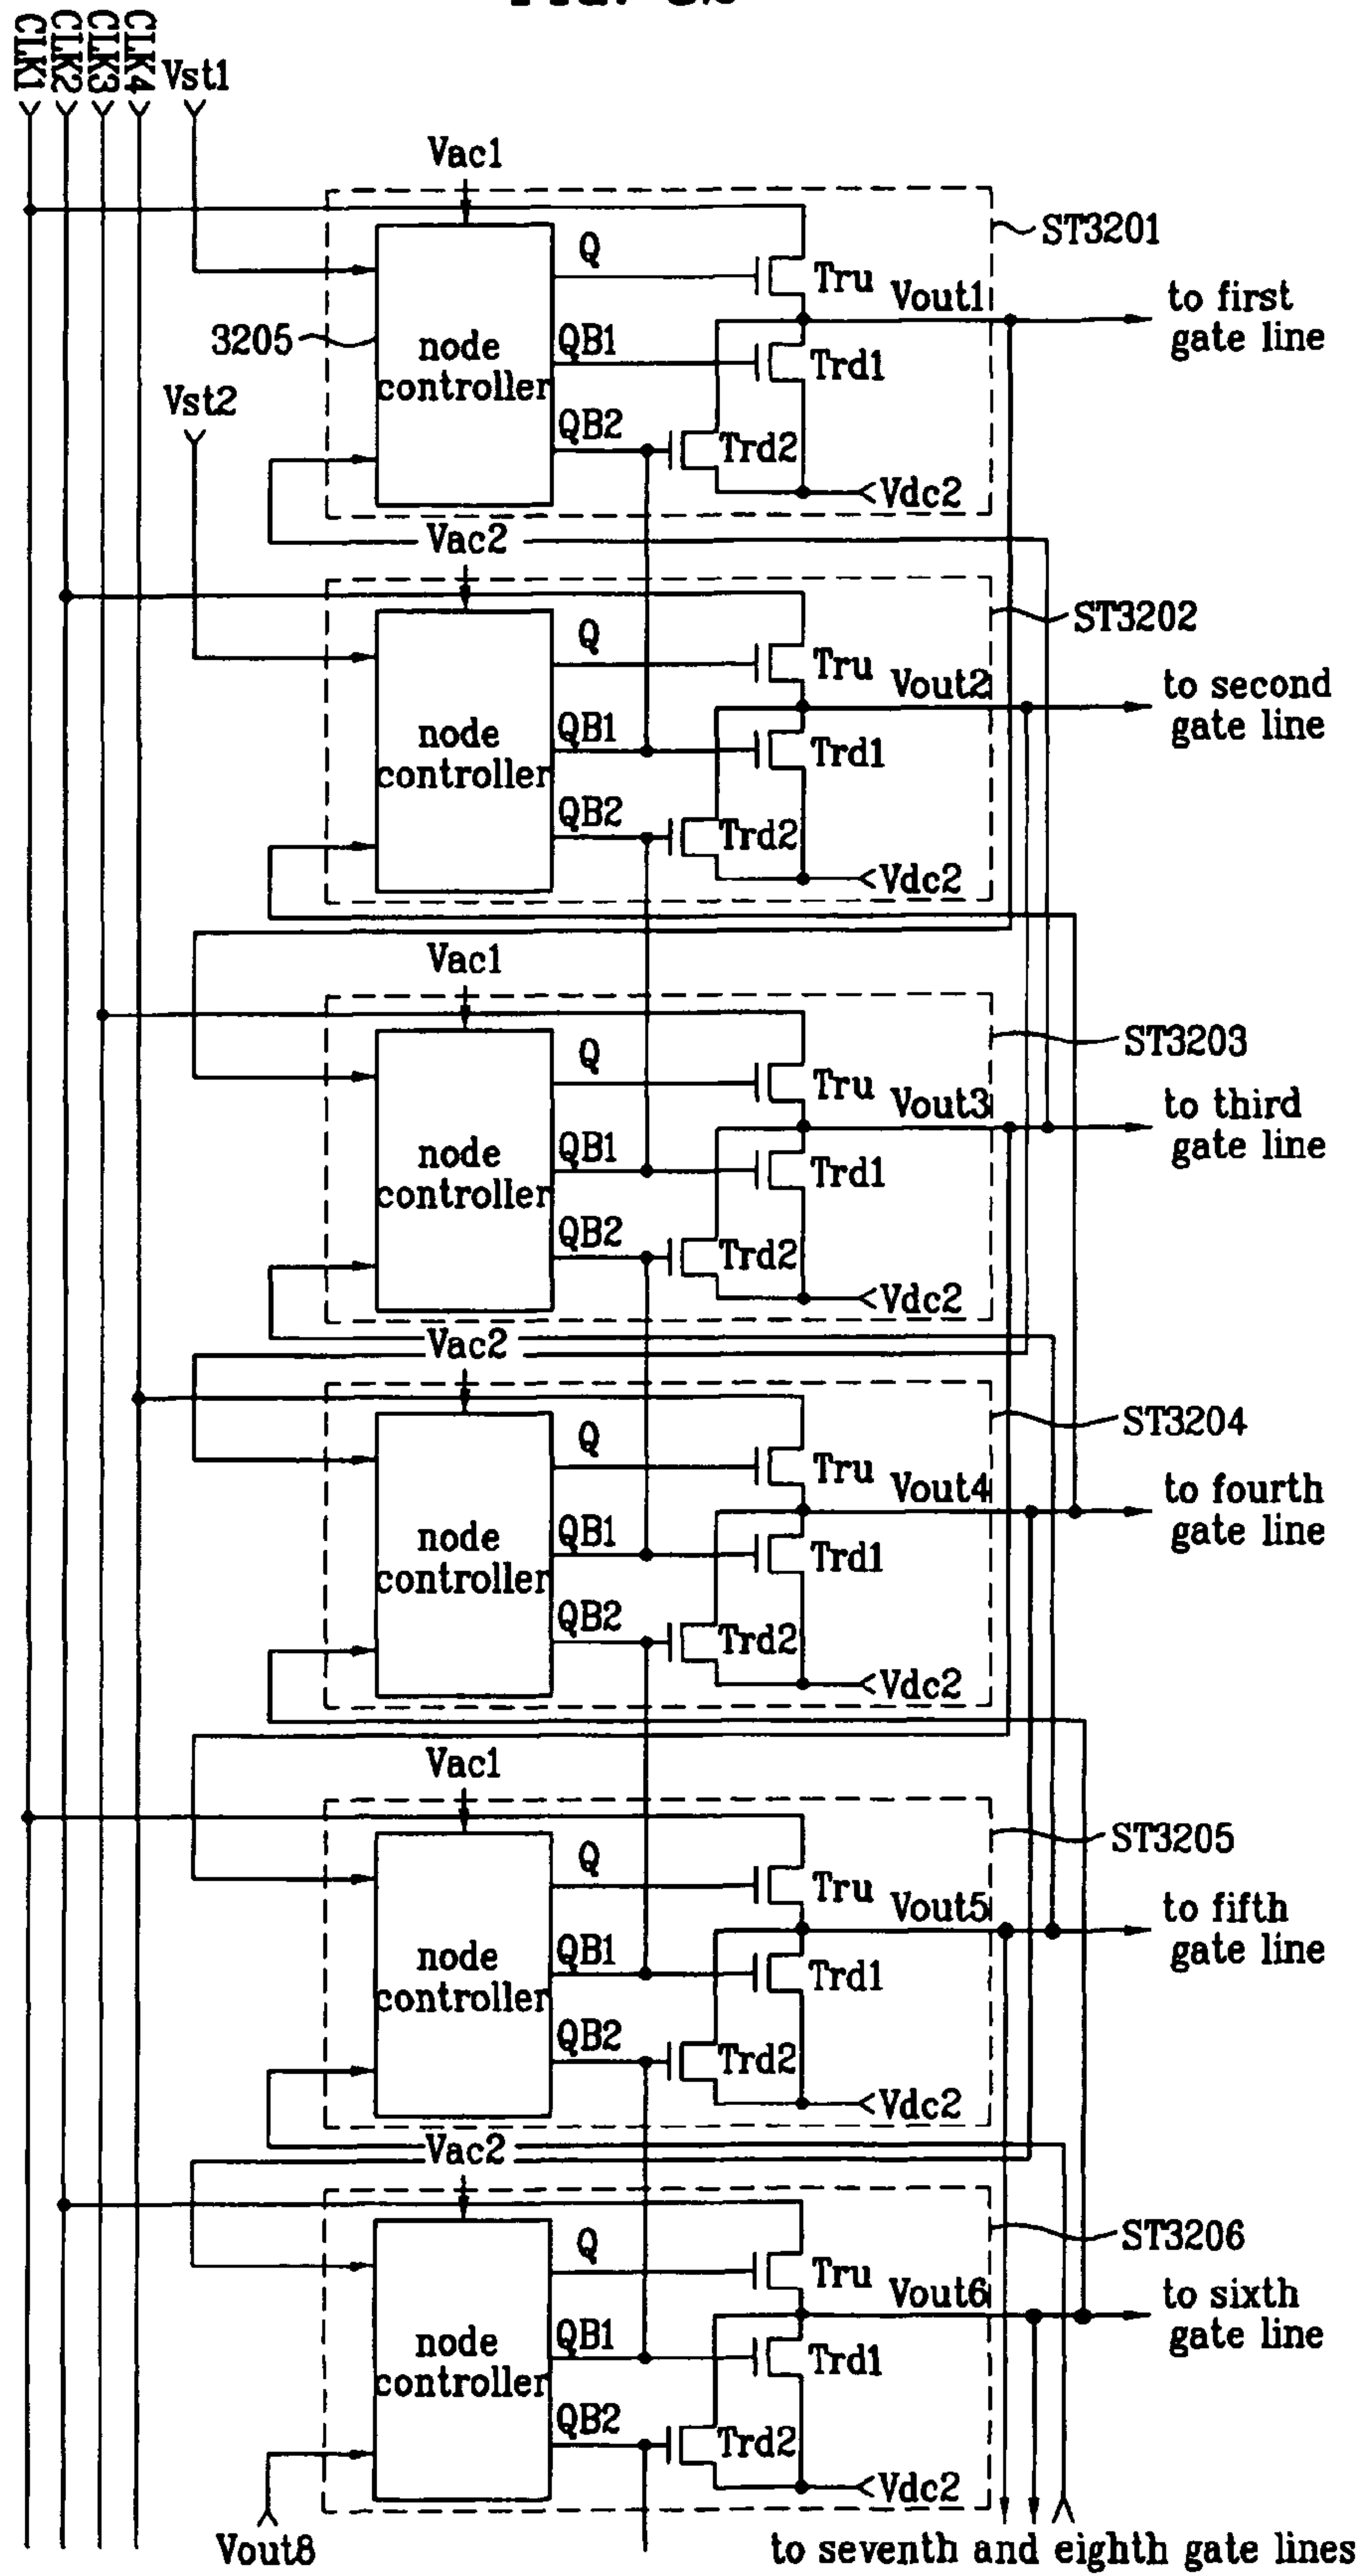 CLK1
CLK2
CLK3
CLK4
Vst1
Vac1
ST3201
Q
Tru
Vout1
to first
gate line
3205
node
controller
QB1
Trd1
Vst2
QB2
Trd2
Vdc2
Vac2
ST3202
Q
Tru
Vout2
to second
gate line
node
controller
QB1
Trd1
QB2
Trd2
Vdc2
Vac1
ST3203
Q
Tru
Vout3
to third
gate line
node
controller
QB1
Trd1
QB2
Trd2
Vdc2
Vac2
ST3204
Q
Tru
Vout4
to fourth
gate line
node
controller
QB1
Trd1
QB2
Trd2
Vdc2
Vac1
ST3205
Q
Tru
Vout5
to fifth
gate line
node
controller
QB1
Trd1
QB2
Trd2
Vdc2
Vac2
ST3206
Q
Tru
Vout6
to sixth
gate line
node
controller
QB1
Trd1
QB2
Trd2
Vdc2
Vout8
to seventh and eighth gate lines